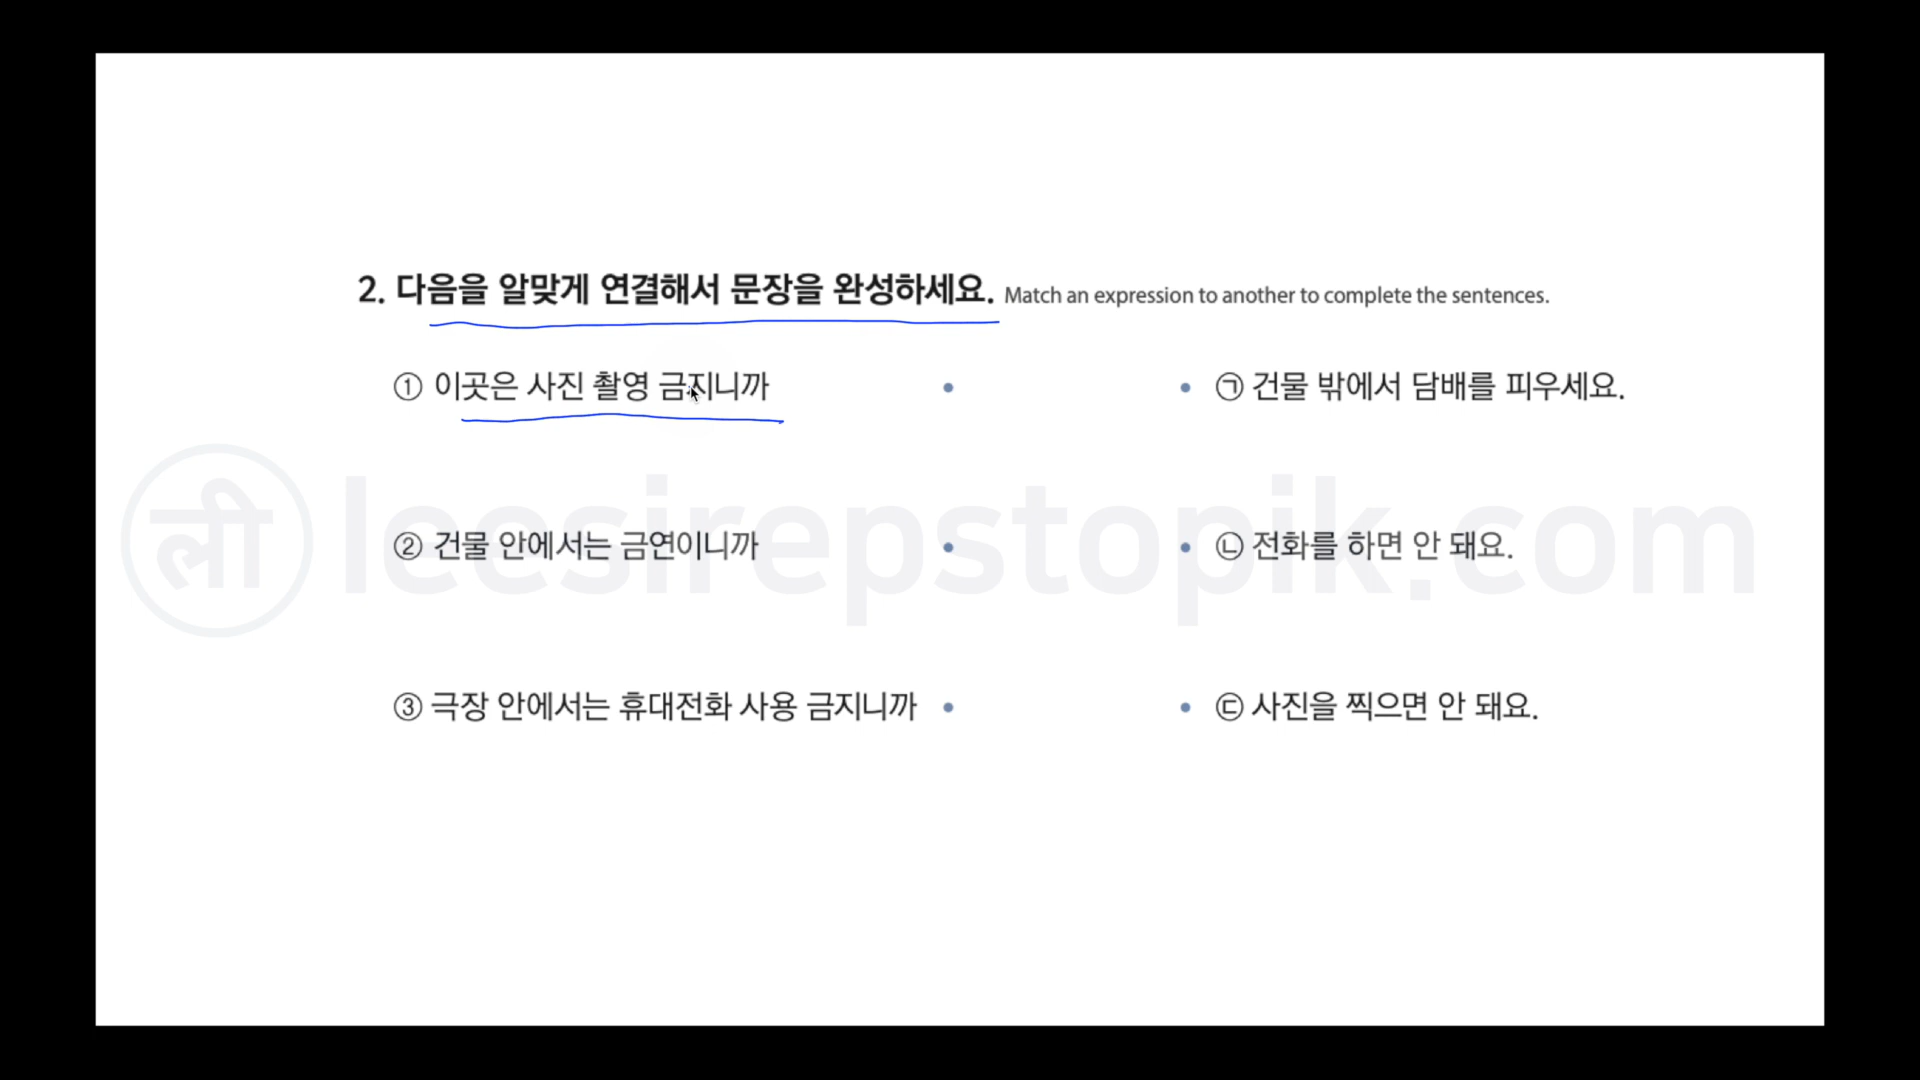 2. 다음을 알맞게 연결해서 문장을 완성하세요. Match an expression to another to complete the sentences.
① 이곳은 사진 촬영 금지니까 • • ㉠ 건물 밖에서 담배를 피우세요.
② 건물 안에서는 금연이니까 • • ㉡ 전화를 하면 안 돼요.
ली leesirepstopik.com
③ 극장 안에서는 휴대전화 사용 금지니까 • • ㉢ 사진을 찍으면 안 돼요.